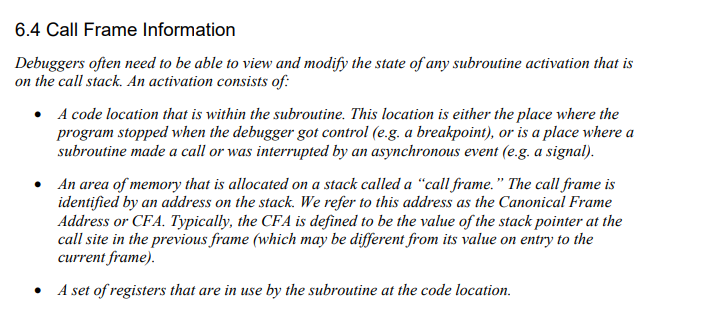 6.4 Call Frame Information
Debuggers often need to be able to view and modify the state of any subroutine activation that is
on the call stack. An activation consists of:
• A code location that is within the subroutine. This location is either the place where the
program stopped when the debugger got control (e.g. a breakpoint), or is a place where a
subroutine made a call or was interrupted by an asynchronous event (e.g. a signal).
• An area of memory that is allocated on a stack called a “call frame.” The call frame is
identified by an address on the stack. We refer to this address as the Canonical Frame
Address or CFA. Typically, the CFA is defined to be the value of the stack pointer at the
call site in the previous frame (which may be different from its value on entry to the
current frame).
• A set of registers that are in use by the subroutine at the code location.